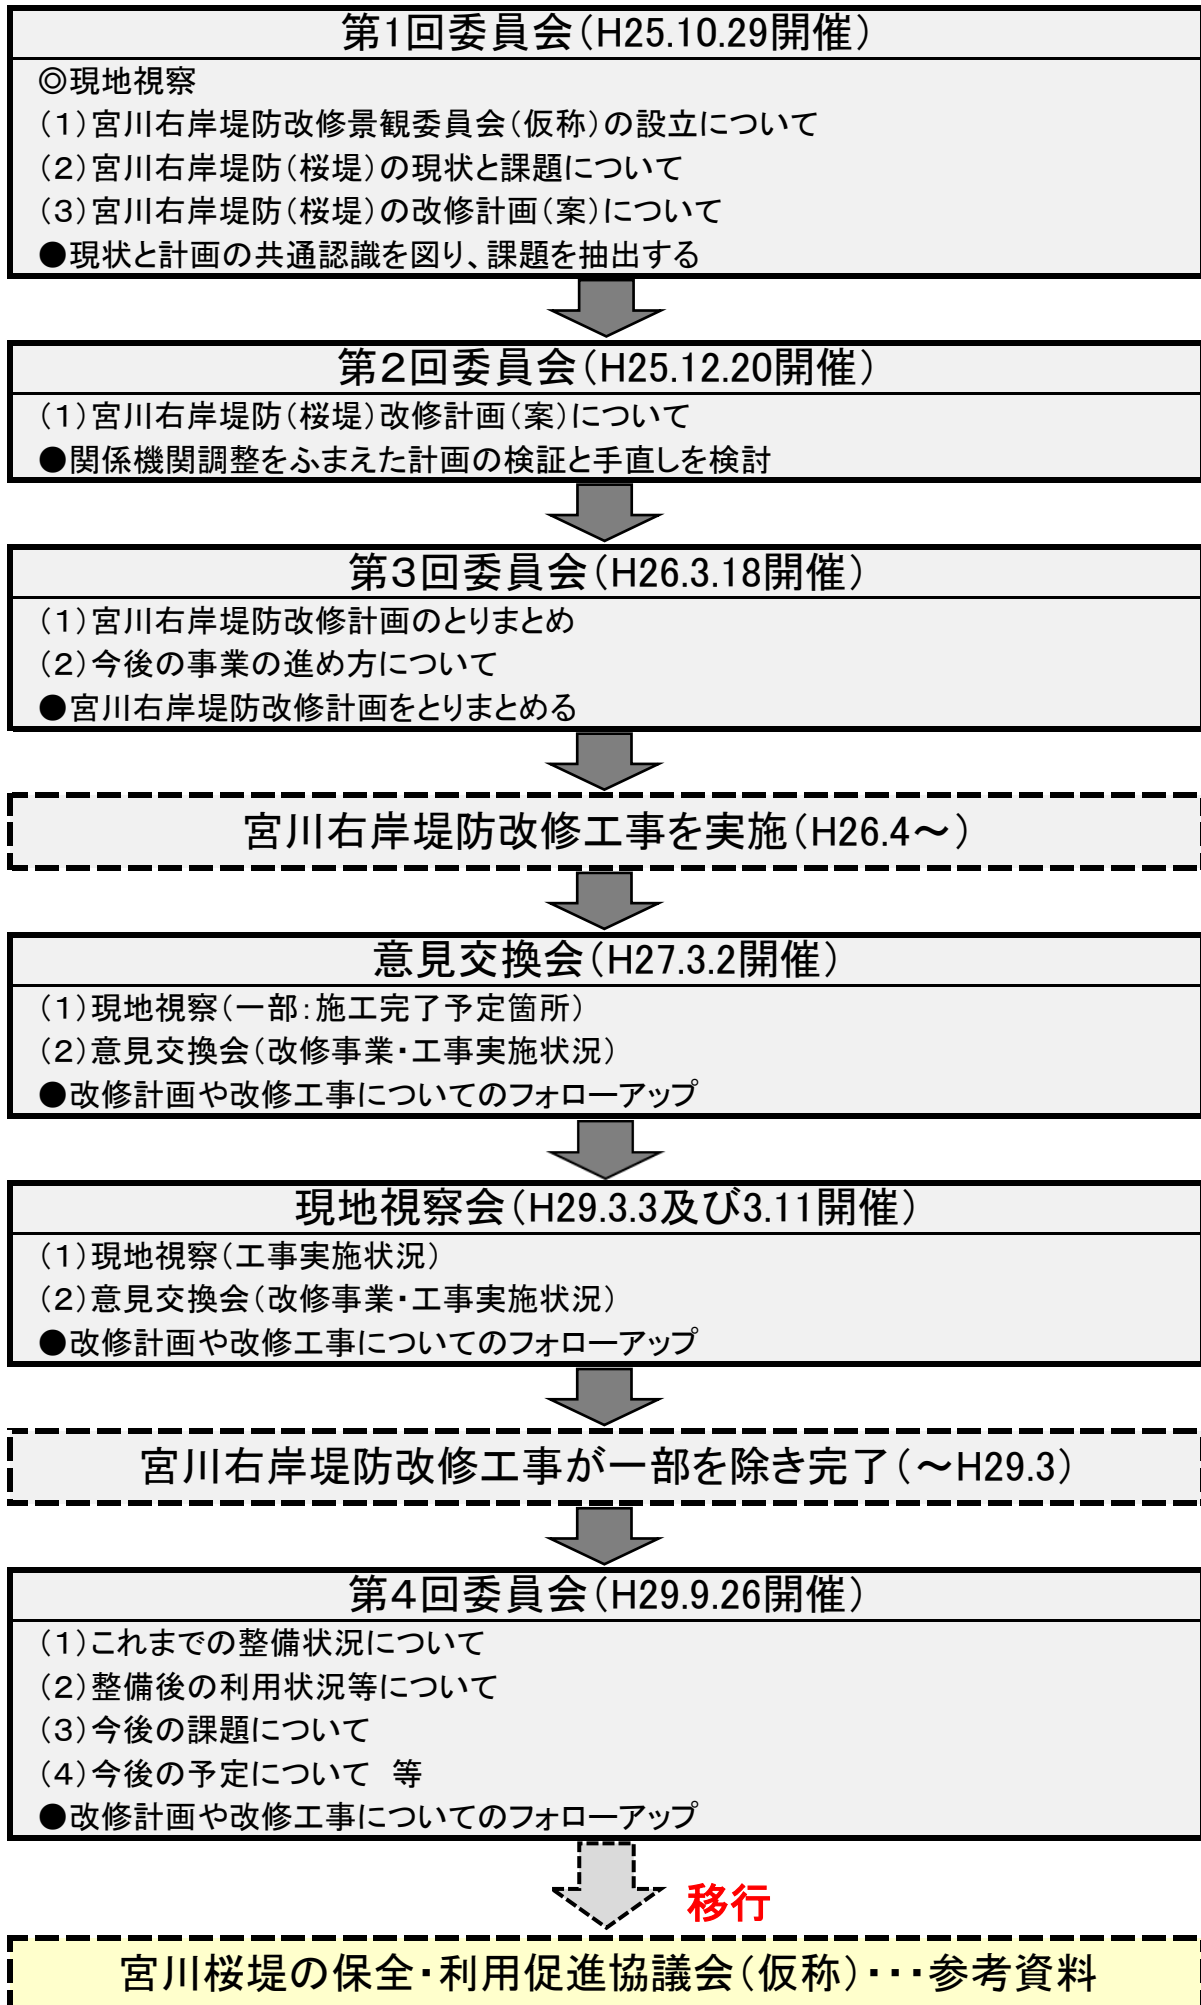 第1回委員会(H25.10.29開催)
◎現地視察
(1)宮川右岸堤防改修景観委員会(仮称)の設立について
(2)宮川右岸堤防(桜堤)の現状と課題について
(3)宮川右岸堤防(桜堤)の改修計画(案)について
●現状と計画の共通認識を図り、課題を抽出する
第2回委員会(H25.12.20開催)
(1)宮川右岸堤防(桜堤)改修計画(案)について
●関係機関調整をふまえた計画の検証と手直しを検討
第3回委員会(H26.3.18開催)
(1)宮川右岸堤防改修計画のとりまとめ
(2)今後の事業の進め方について
●宮川右岸堤防改修計画をとりまとめる
宮川右岸堤防改修工事を実施(H26.4～)
意見交換会(H27.3.2開催)
(1)現地視察(一部:施工完了予定箇所)
(2)意見交換会(改修事業・工事実施状況)
●改修計画や改修工事についてのフォローアップ
現地視察会(H29.3.3及び3.11開催)
(1)現地視察(工事実施状況)
(2)意見交換会(改修事業・工事実施状況)
●改修計画や改修工事についてのフォローアップ
宮川右岸堤防改修工事が一部を除き完了(～H29.3)
第4回委員会(H29.9.26開催)
(1)これまでの整備状況について
(2)整備後の利用状況等について
(3)今後の課題について
(4)今後の予定について 等
●改修計画や改修工事についてのフォローアップ
移行
宮川桜堤の保全・利用促進協議会(仮称)・・・参考資料